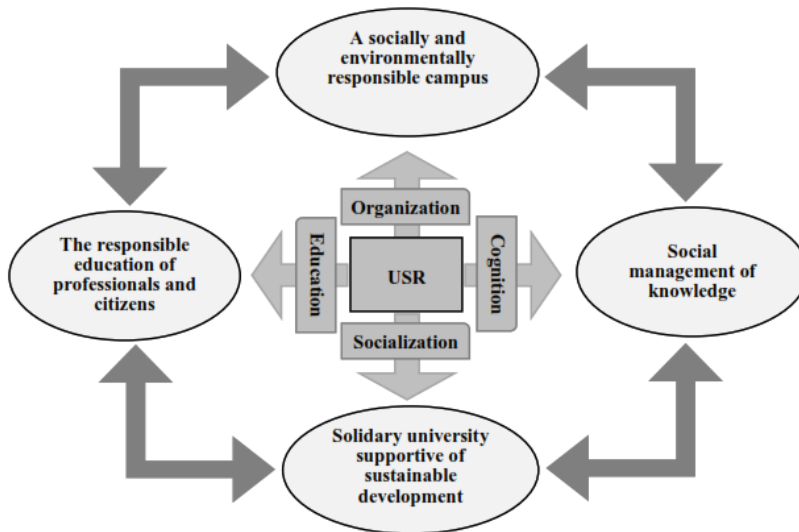 A socially and
environmentally
responsible campus
Organization
The responsible
education of
professionals and
citizens
Education
USR
Cognition
Social
management of
knowledge
Socialization
Solidary university
supportive of
sustainable
development